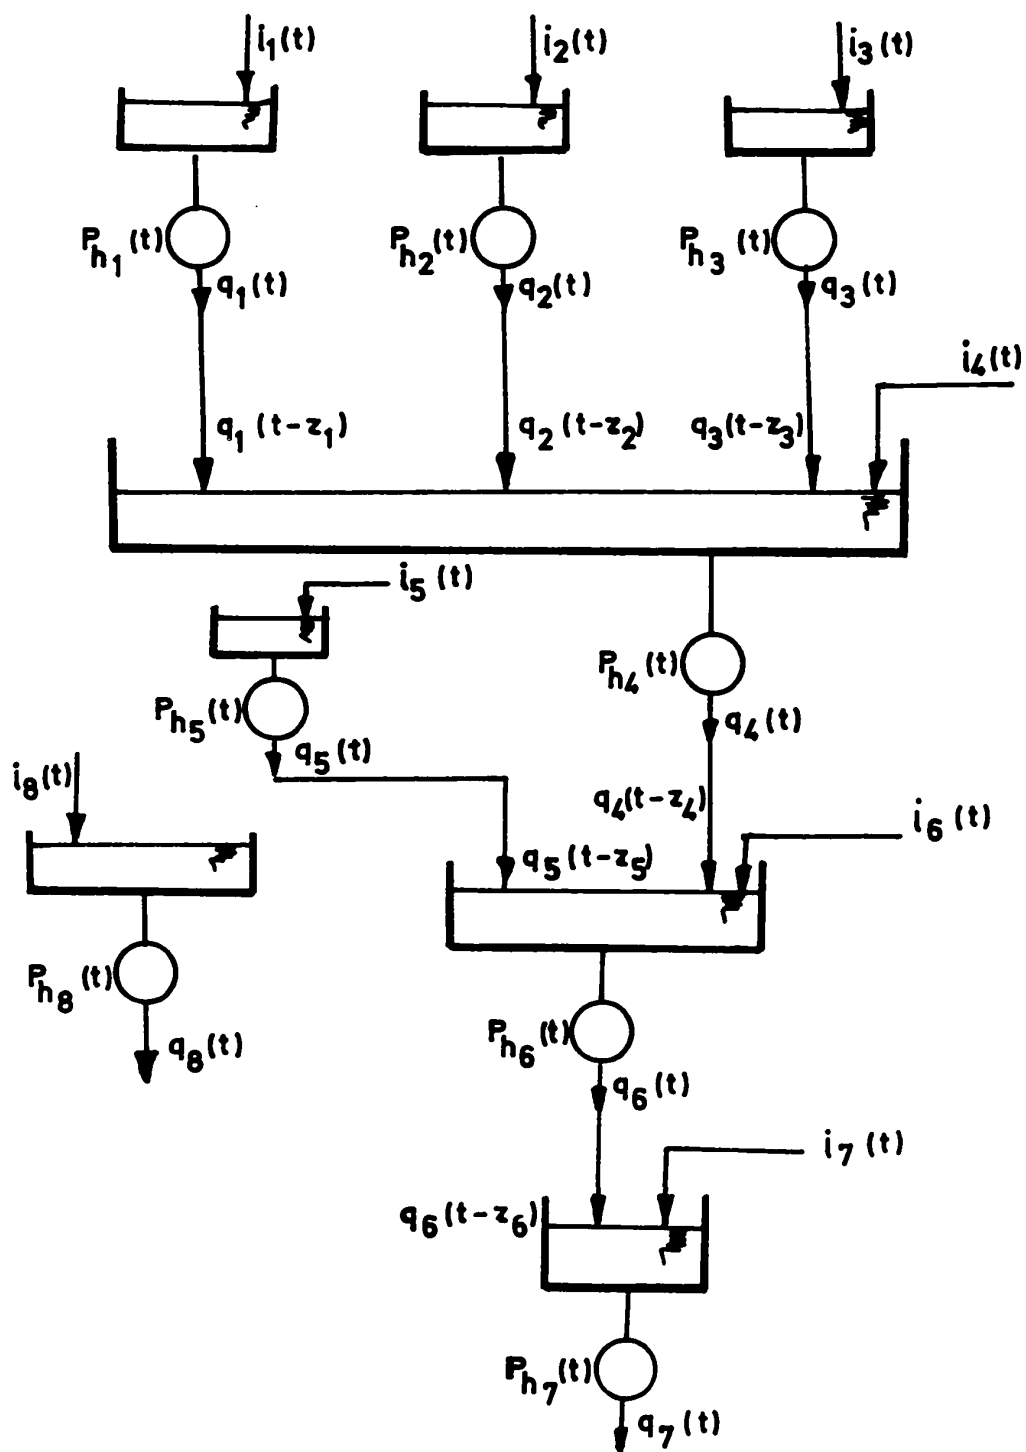 i₁(t)
i₂(t)
i₃(t)
Pₕ₁(t)
Pₕ₂(t)
Pₕ₃(t)
q₁(t)
q₂(t)
q₃(t)
i₄(t)
q₁(t-z₁)
q₂(t-z₂)
q₃(t-z₃)
i₅(t)
Pₕ₄(t)
Pₕ₅(t)
q₄(t)
q₅(t)
i₈(t)
q₄(t-z₄)
i₆(t)
q₅(t-z₅)
Pₕ₈(t)
Pₕ₆(t)
q₈(t)
q₆(t)
i₇(t)
q₆(t-z₆)
Pₕ₇(t)
q₇(t)